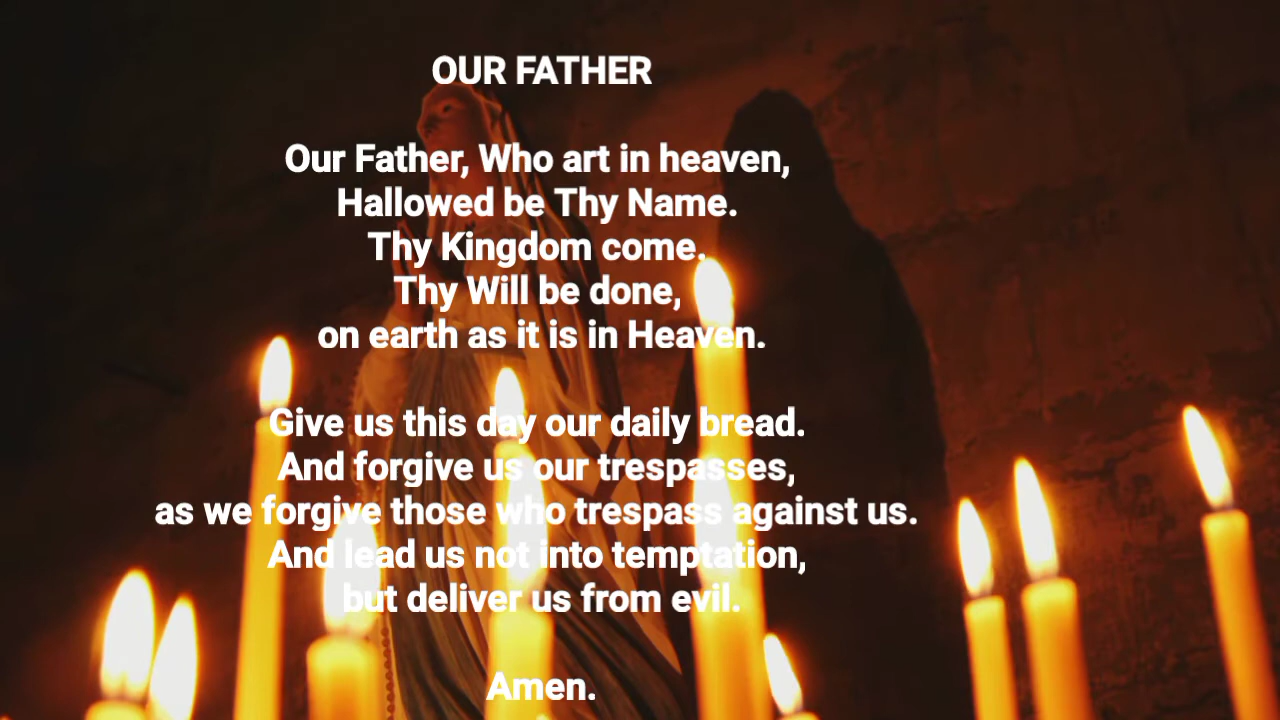 OUR FATHER
Our Father, Who art in heaven,
Hallowed be Thy Name.
Thy Kingdom come.
Thy Will be done,
on earth as it is in Heaven.
Give us this day our daily bread.
And forgive us our trespasses,
as we forgive those who trespass against us.
And lead us not into temptation,
but deliver us from evil.
Amen.